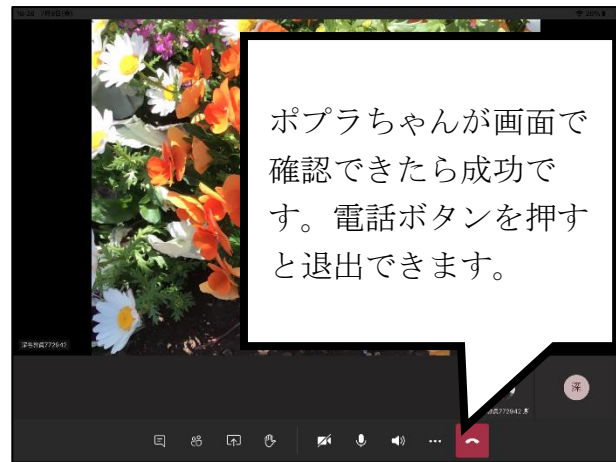 ポプラちゃんが画面で
確認できたら成功で
す。電話ボタンを押す
と退出できます。
深